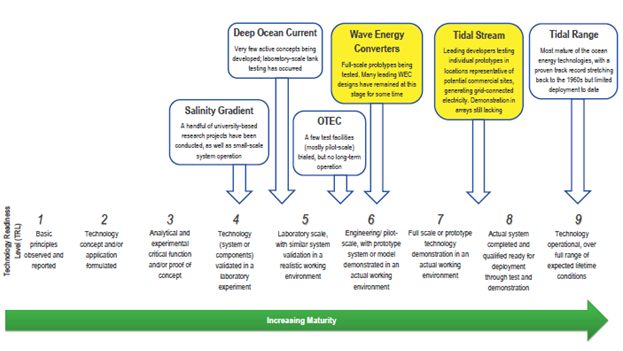 Deep Ocean Current
Very few active concepts being
developed; laboratory-scale tank
testing has occurred
Wave Energy
Converters
Full-scale prototypes being
tested. Many leading WEC
designs have remained at this
stage for some time
Tidal Stream
Leading developers testing
individual prototypes in
locations representative of
potential commercial sites,
generating grid-connected
electricity. Demonstration in
arrays still lacking
Tidal Range
Most mature of the ocean
energy technologies, with a
proven track record stretching
back to the 1960s but limited
deployment to date
Salinity Gradient
A handful of university-based
research projects have been
conducted, as well as small-scale
system operation
OTEC
A few test facilities
(mostly pilot-scale)
trialed, but no long-term
operation
Technology Readiness
Level (TRL)
1
Basic
principles
observed and
reported
2
Technology
concept and/or
application
formulated
3
Analytical and
experimental
critical function
and/or proof of
concept
4
Technology
(system or
components)
validated in a
laboratory
experiment
5
Laboratory scale,
with similar system
validation in a
realistic working
environment
6
Engineering/ pilot-
scale, with prototype
system or model
demonstrated in an
actual working
environment
7
Full scale or prototype
technology
demonstration in an
actual working
environment
8
Actual system
completed and
qualified ready for
deployment
through test and
demonstration
9
Technology
operational, over
full range of
expected lifetime
conditions
Increasing Maturity